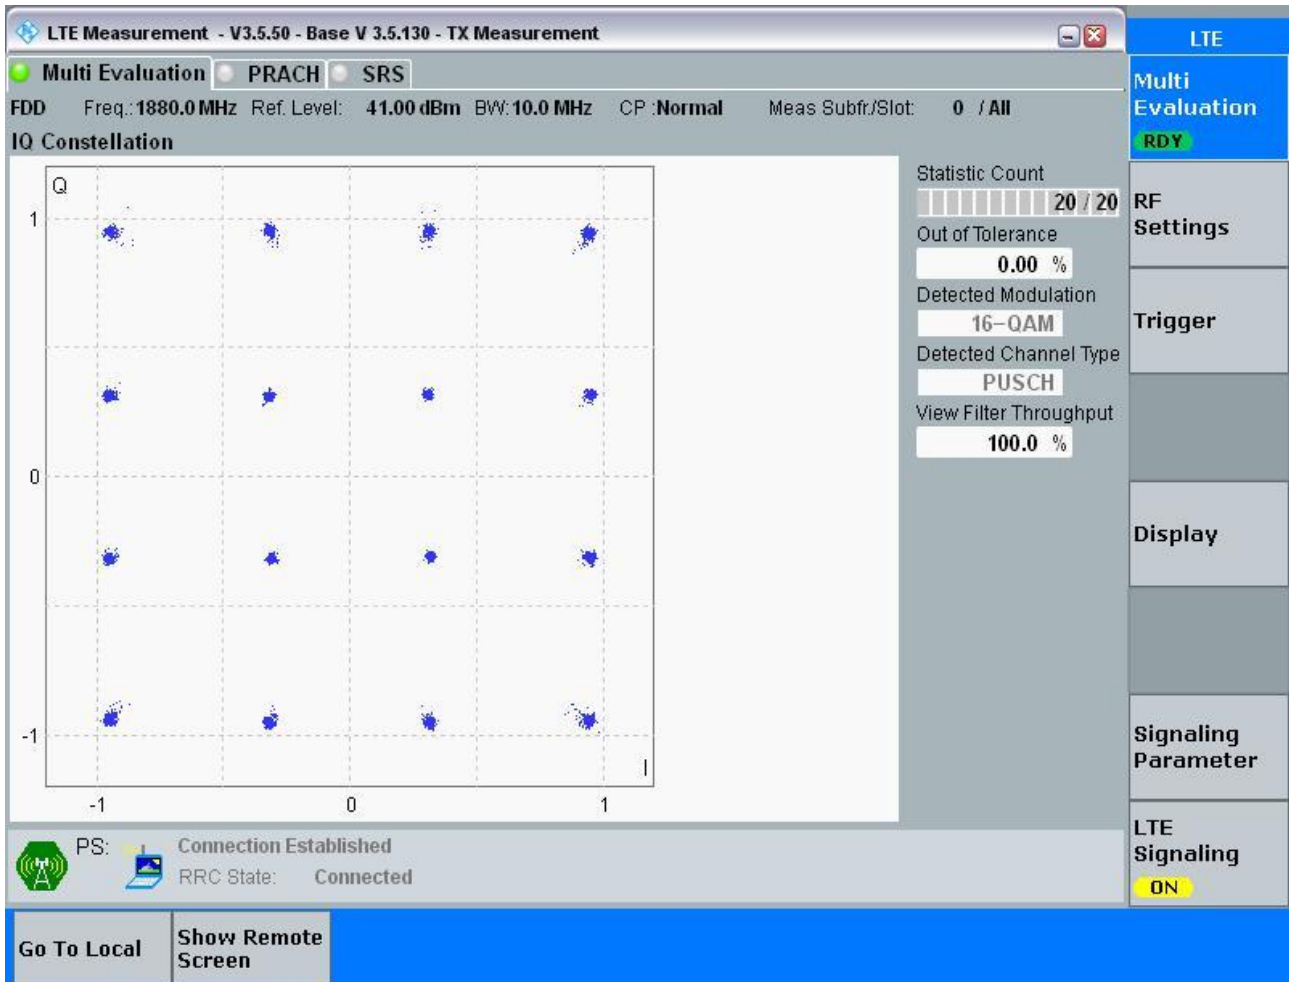 LTE Measurement - V3.5.50 - Base V 3.5.130 - TX Measurement
LTE
Multi Evaluation PRACH SRS
FDD Freq.: 1880.0 MHz Ref. Level: 41.00 dBm BW: 10.0 MHz CP :Normal Meas Subfr./Slot: 0 / All
IQ Constellation
Q
1
0
-1
-1 0 1
I
Statistic Count
20 / 20
Out of Tolerance
0.00 %
Detected Modulation
16-QAM
Detected Channel Type
PUSCH
View Filter Throughput
100.0 %
Multi
Evaluation
RDY
RF
Settings
Trigger
Display
Signaling
Parameter
LTE
Signaling
ON
PS: Connection Established
RRC State: Connected
Go To Local
Show Remote
Screen